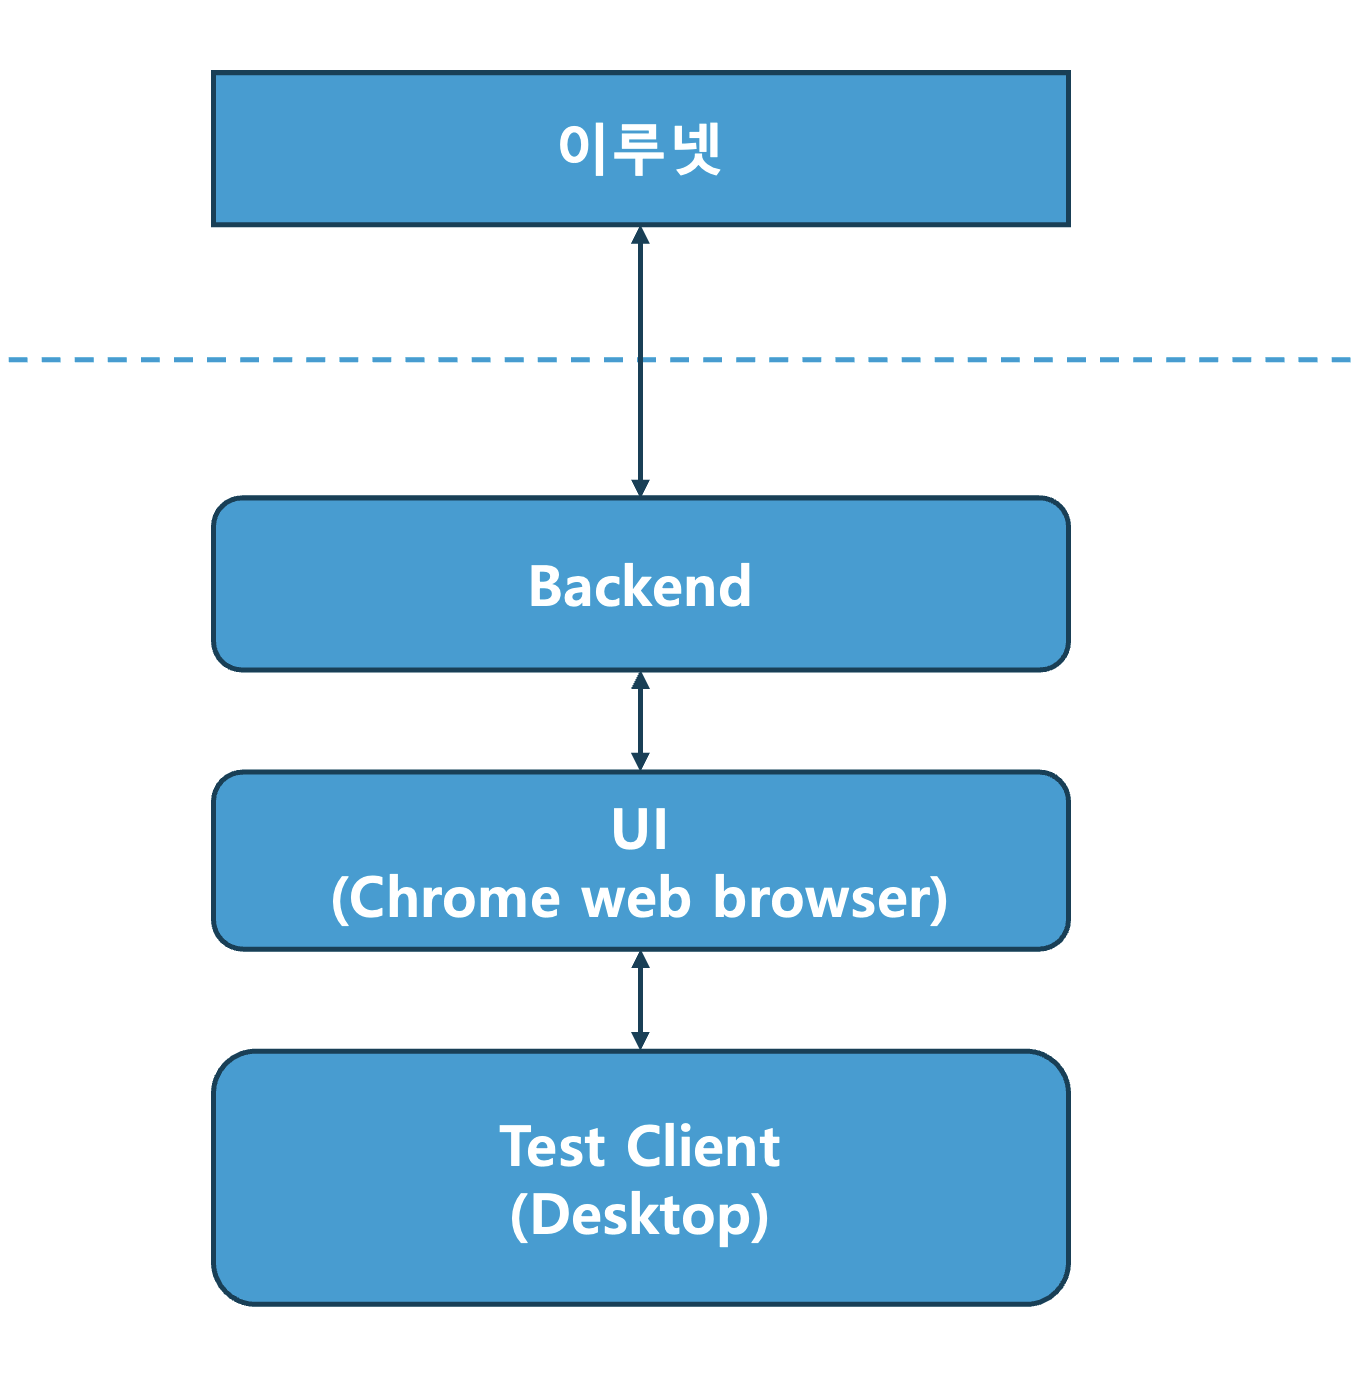 이루넷
Backend
UI
(Chrome web browser)
Test Client
(Desktop)